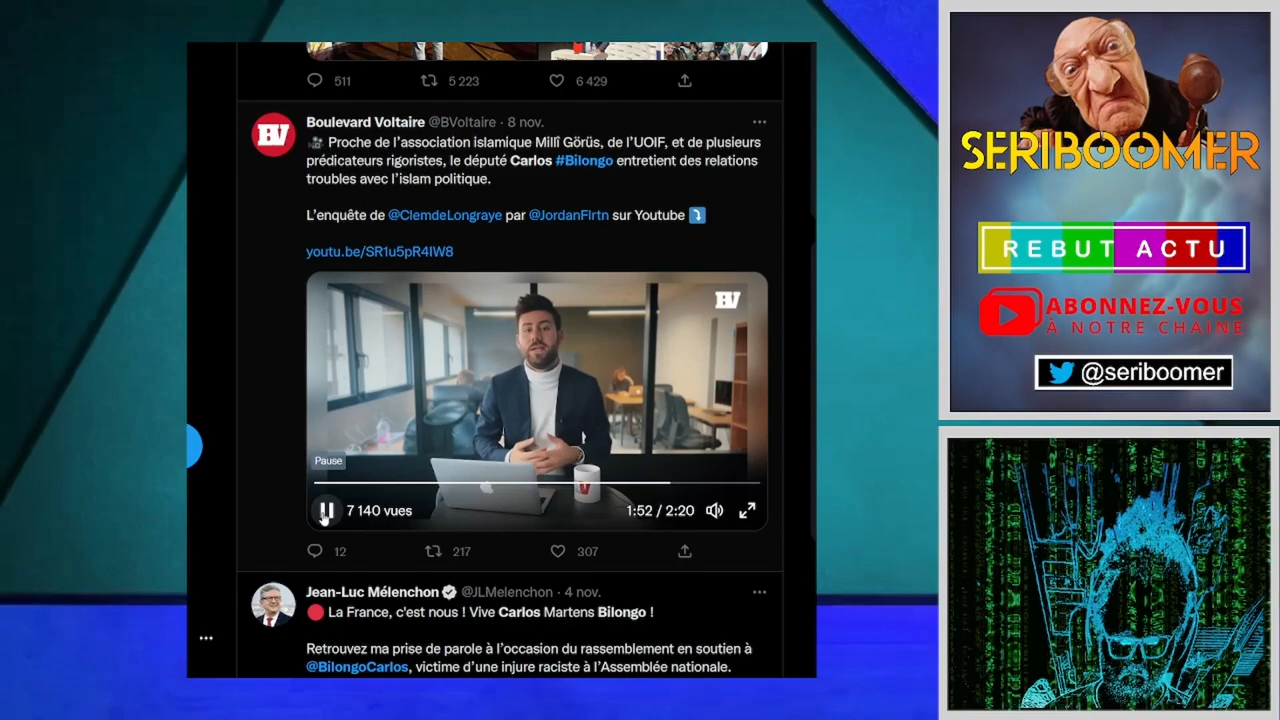 511 5 223 6 429
BV
Boulevard Voltaire @BVoltaire · 8 nov.
Proche de l'association islamique Millî Görüs, de l'UOIF, et de plusieurs
prédicateurs rigoristes, le député Carlos #Bilongo entretient des relations
troubles avec l'islam politique.
L'enquête de @ClemdeLongraye par @JordanFlrtn sur Youtube
youtu.be/SR1u5pR4IW8
BV
Pause
7 140 vues 1:52 / 2:20
12 217 307
Jean-Luc Mélenchon @JLMelenchon · 4 nov.
La France, c'est nous ! Vive Carlos Martens Bilongo !
Retrouvez ma prise de parole à l'occasion du rassemblement en soutien à
@BilongoCarlos, victime d'une injure raciste à l'Assemblée nationale.
SERIBOOMER
REBUT ACTU
ABONNEZ-VOUS
À NOTRE CHAINE
@seriboomer